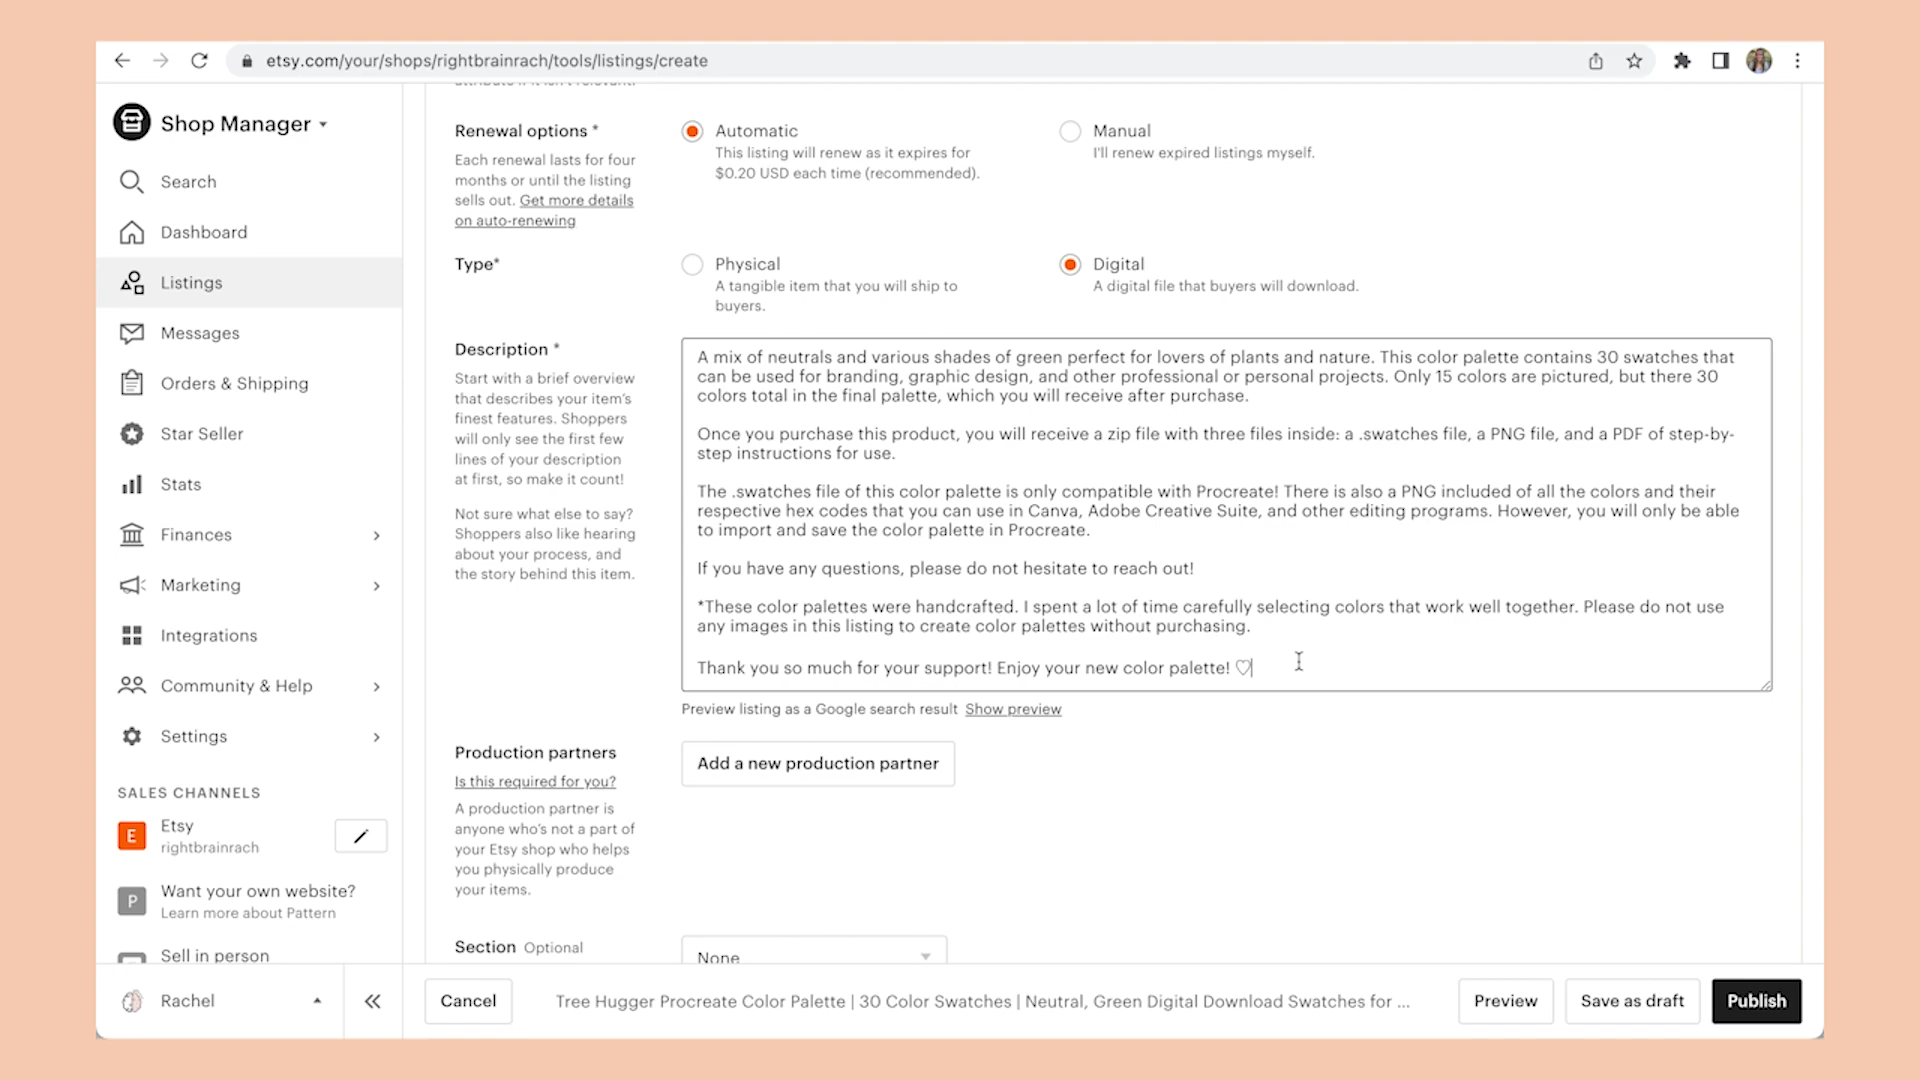 etsy.com/your/shops/rightbrainrach/tools/listings/create
Shop Manager
Search
Dashboard
Listings
Messages
Orders & Shipping
Star Seller
Stats
Finances
Marketing
Integrations
Community & Help
Settings
SALES CHANNELS
E
Etsy
rightbrainrach
P
Want your own website?
Learn more about Pattern
Sell in person
Rachel
attribute if it isn't relevant.
Renewal options *
Each renewal lasts for four
months or until the listing
sells out. Get more details
on auto-renewing
Automatic
This listing will renew as it expires for
$0.20 USD each time (recommended).
Manual
I'll renew expired listings myself.
Type*
Physical
A tangible item that you will ship to
buyers.
Digital
A digital file that buyers will download.
Description *
Start with a brief overview
that describes your item's
finest features. Shoppers
will only see the first few
lines of your description
at first, so make it count!
Not sure what else to say?
Shoppers also like hearing
about your process, and
the story behind this item.
A mix of neutrals and various shades of green perfect for lovers of plants and nature. This color palette contains 30 swatches that
can be used for branding, graphic design, and other professional or personal projects. Only 15 colors are pictured, but there 30
colors total in the final palette, which you will receive after purchase.
Once you purchase this product, you will receive a zip file with three files inside: a .swatches file, a PNG file, and a PDF of step-by-
step instructions for use.
The .swatches file of this color palette is only compatible with Procreate! There is also a PNG included of all the colors and their
respective hex codes that you can use in Canva, Adobe Creative Suite, and other editing programs. However, you will only be able
to import and save the color palette in Procreate.
If you have any questions, please do not hesitate to reach out!
*These color palettes were handcrafted. I spent a lot of time carefully selecting colors that work well together. Please do not use
any images in this listing to create color palettes without purchasing.
Thank you so much for your support! Enjoy your new color palette! ♡
Preview listing as a Google search result Show preview
Production partners
Is this required for you?
A production partner is
anyone who's not a part of
your Etsy shop who helps
you physically produce
your items.
Add a new production partner
Section Optional
None
Cancel
Tree Hugger Procreate Color Palette | 30 Color Swatches | Neutral, Green Digital Download Swatches for ...
Preview
Save as draft
Publish